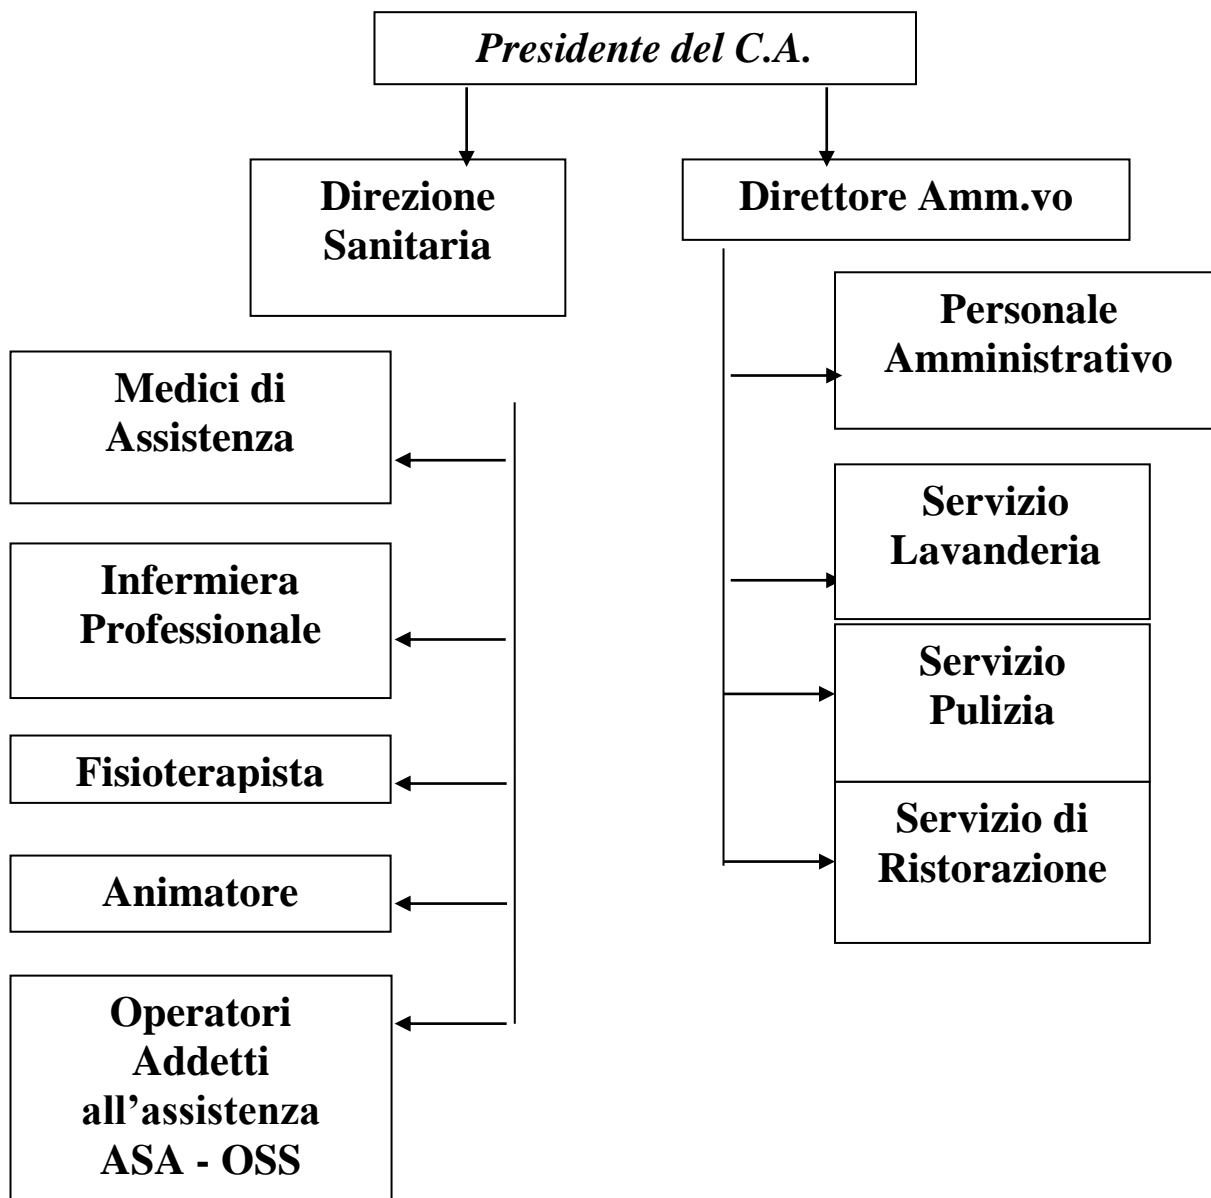 Presidente del C.A.
Direzione
Sanitaria
Direttore Amm.vo
Personale
Amministrativo
Medici di
Assistenza
Servizio
Lavanderia
Infermiera
Professionale
Servizio
Pulizia
Fisioterapista
Servizio di
Ristorazione
Animatore
Operatori
Addetti
all’assistenza
ASA - OSS